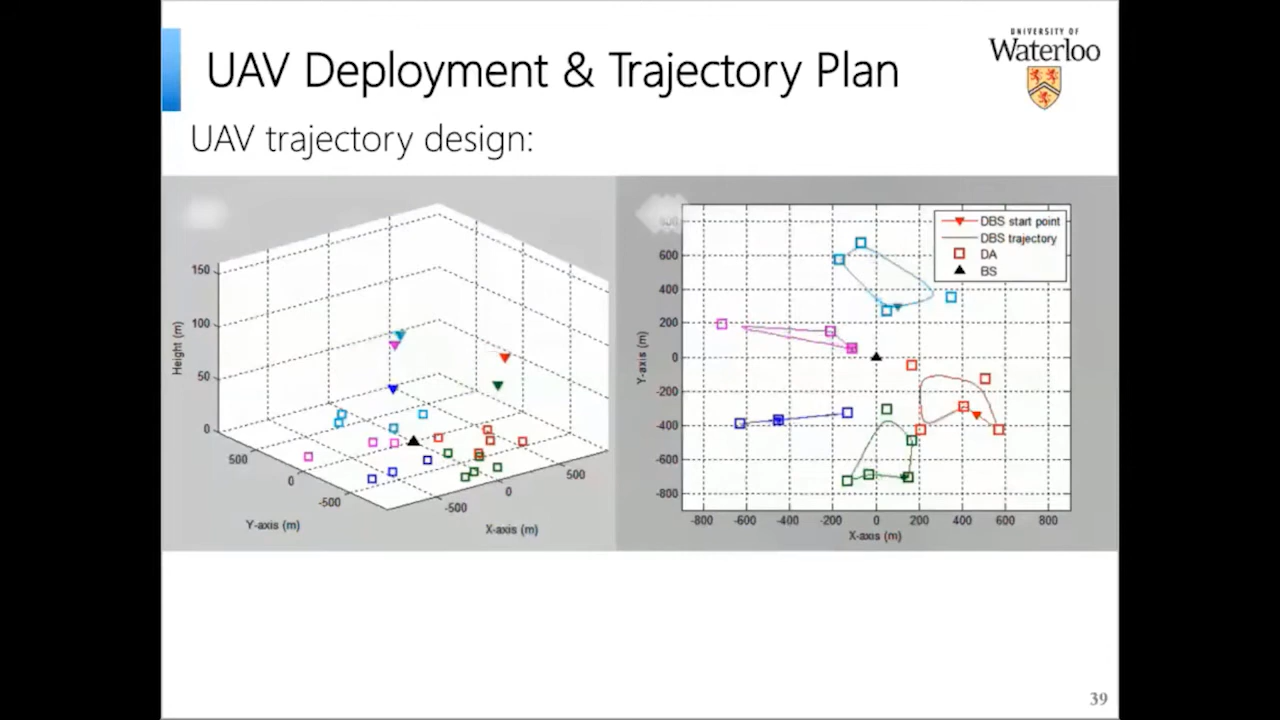 UNIVERSITY OF
Waterloo
UAV Deployment & Trajectory Plan
UAV trajectory design:
150
100
50
0
Height (m)
500
0
-500
Y-axis (m)
-500
0
500
X-axis (m)
600
400
200
0
-200
-400
-600
-800
Y-axis (m)
-800 -600 -400 -200 0 200 400 600 800
X-axis (m)
DBS start point
DBS trajectory
DA
BS
39